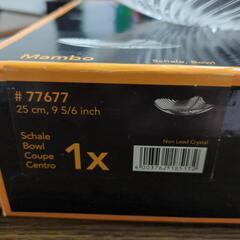 Mambo
Schale, Bowl
# 77677
25 cm, 9 5/6 inch
Schale
Bowl
Coupe
Centro
1x
Non Lead Crystal